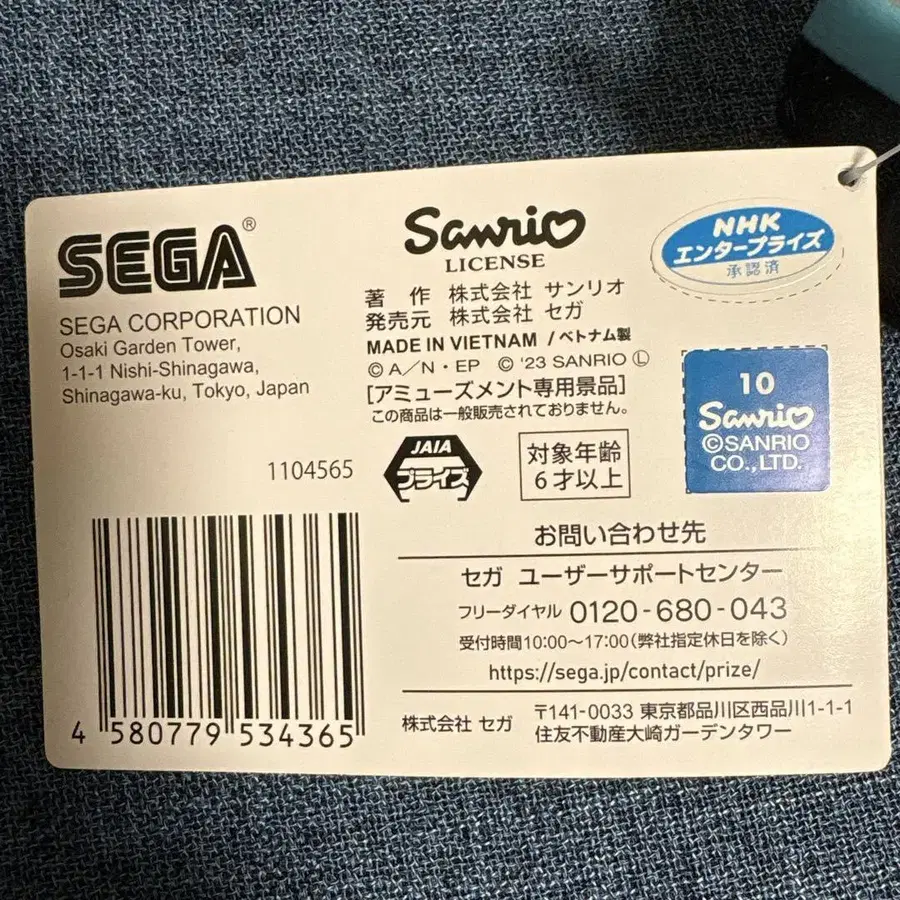 SEGA®
SEGA CORPORATION
Osaki Garden Tower,
1-1-1 Nishi-Shinagawa,
Shinagawa-ku, Tokyo, Japan
Sanrio
LICENSE
著 作 株式会社 サンリオ
発売元 株式会社 セガ
MADE IN VIETNAM / ベトナム製
© A/N・EP © '23 SANRIO Ⓛ
[アミューズメント専用景品]
この商品は一般販売されておりません。
NHK
エンタープライズ
承認済
10
Sanrio
©SANRIO
CO., LTD.
1104565
JAIA
プライズ
対象年齢
6才以上
4 580779 534365
お問い合わせ先
セガ ユーザーサポートセンター
フリーダイヤル 0120-680-043
受付時間10:00〜17:00(弊社指定休日を除く)
https://sega.jp/contact/prize/
株式会社 セガ 〒141-0033 東京都品川区西品川1-1-1
住友不動産大崎ガーデンタワー